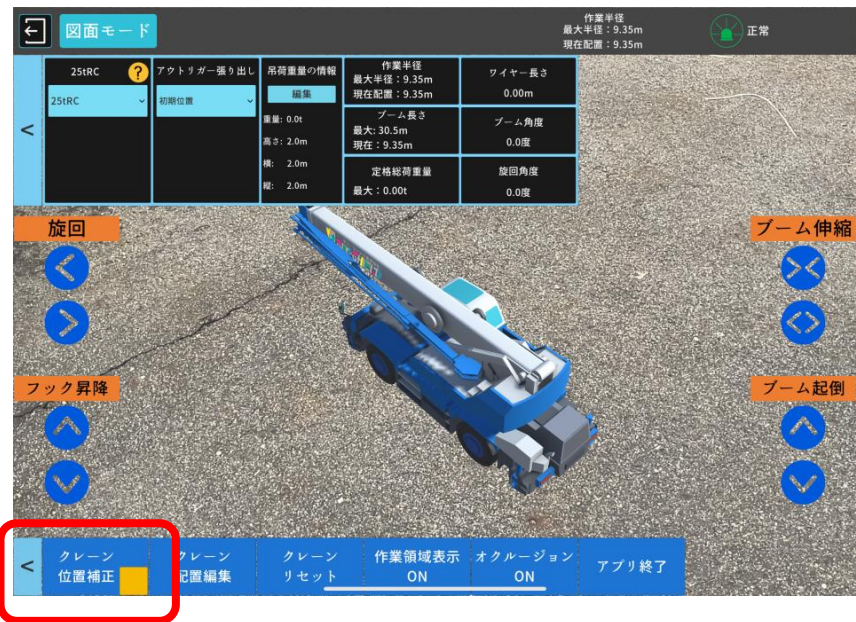 図面モード
作業半径
最大半径：9.35m
現在配置：9.35m
正常
25tRC
?
25tRC
アウトリガー張り出し
初期位置
吊荷重量の情報
編集
重量: 0.0t
高さ: 2.0m
横: 2.0m
縦: 2.0m
作業半径
最大半径：9.35m
現在配置：9.35m
ブーム長さ
最大: 30.5m
現在：9.35m
定格総荷重量
最大：0.00t
ワイヤー長さ
0.00m
ブーム角度
0.0度
旋回角度
0.0度
<
旋回
フック昇降
ブーム伸縮
ブーム起倒
<
クレーン
位置補正
クレーン
配置編集
クレーン
リセット
作業領域表示
ON
オクルージョン
ON
アプリ終了